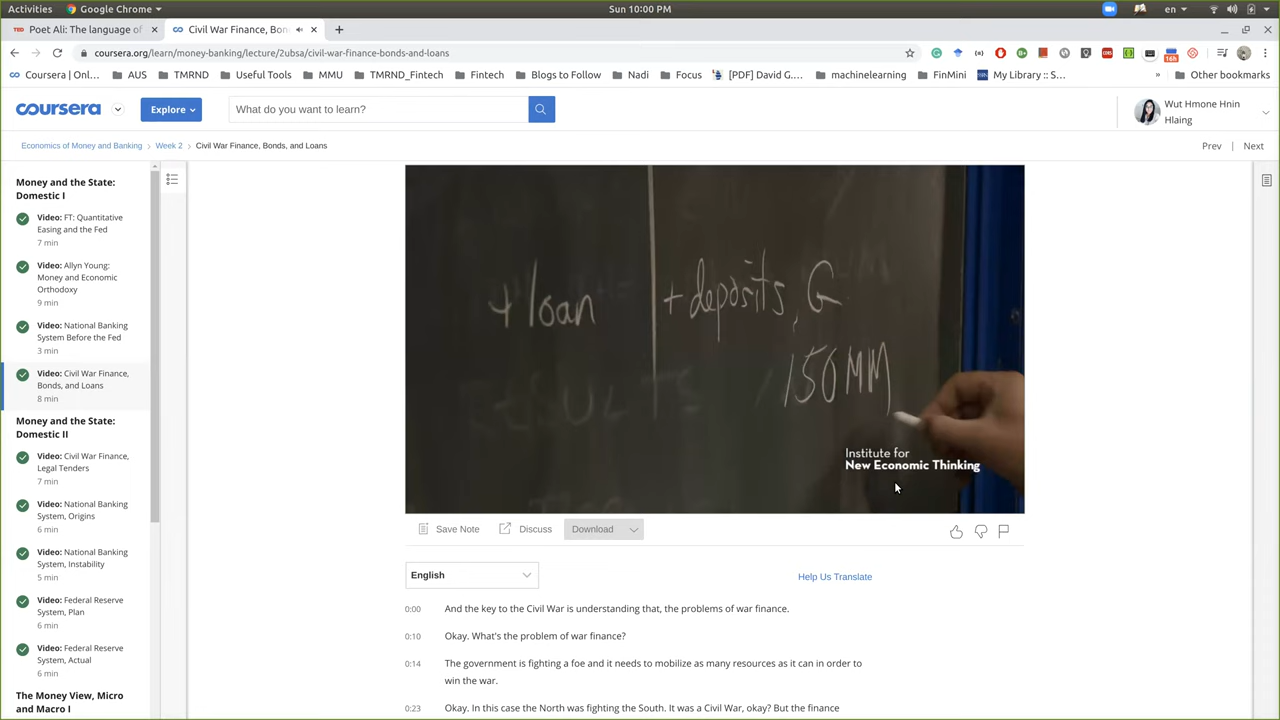 Activities
Google Chrome
Sun 10:00 PM
en
Poet Ali: The language of
Civil War Finance, Bon
coursera.org/learn/money-banking/lecture/2ubsa/civil-war-finance-bonds-and-loans
Coursera | Onl...
AUS
TMRND
Useful Tools
MMU
TMRND_Fintech
Fintech
Blogs to Follow
Nadi
Focus
[PDF] David G....
machinelearning
FinMini
My Library :: S...
»
Other bookmarks
coursera
Explore
What do you want to learn?
Wut Hmone Hnin
Hlaing
Economics of Money and Banking > Week 2 > Civil War Finance, Bonds, and Loans
Prev | Next
Money and the State:
Domestic I
Video: FT: Quantitative
Easing and the Fed
7 min
Video: Allyn Young:
Money and Economic
Orthodoxy
9 min
Video: National Banking
System Before the Fed
3 min
Video: Civil War Finance,
Bonds, and Loans
8 min
Money and the State:
Domestic II
Video: Civil War Finance,
Legal Tenders
7 min
Video: National Banking
System, Origins
6 min
Video: National Banking
System, Instability
5 min
Video: Federal Reserve
System, Plan
6 min
Video: Federal Reserve
System, Actual
6 min
The Money View, Micro
and Macro I
+ loan
+ deposits, G
150 MM
Institute for
New Economic Thinking
Save Note
Discuss
Download
English
Help Us Translate
0:00 And the key to the Civil War is understanding that, the problems of war finance.
0:10 Okay. What's the problem of war finance?
0:14 The government is fighting a foe and it needs to mobilize as many resources as it can in order to
win the war.
0:23 Okay. In this case the North was fighting the South. It was a Civil War, okay? But the finance